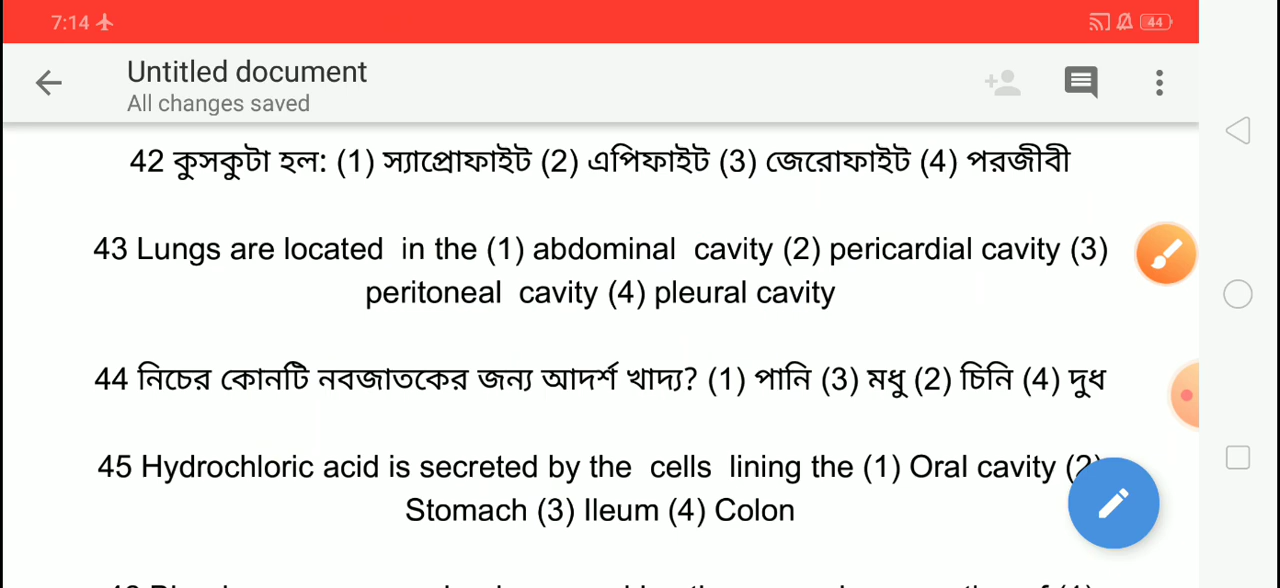 7:14
44
Untitled document
All changes saved
42 কুসকুটা হল: (1) স্যাপ্রোফাইট (2) এপিফাইট (3) জেরোফাইট (4) পরজীবী
43 Lungs are located in the (1) abdominal cavity (2) pericardial cavity (3)
peritoneal cavity (4) pleural cavity
44 নিচের কোনটি নবজাতকের জন্য আদর্শ খাদ্য? (1) পানি (3) মধু (2) চিনি (4) দুধ
45 Hydrochloric acid is secreted by the cells lining the (1) Oral cavity (2)
Stomach (3) Ileum (4) Colon